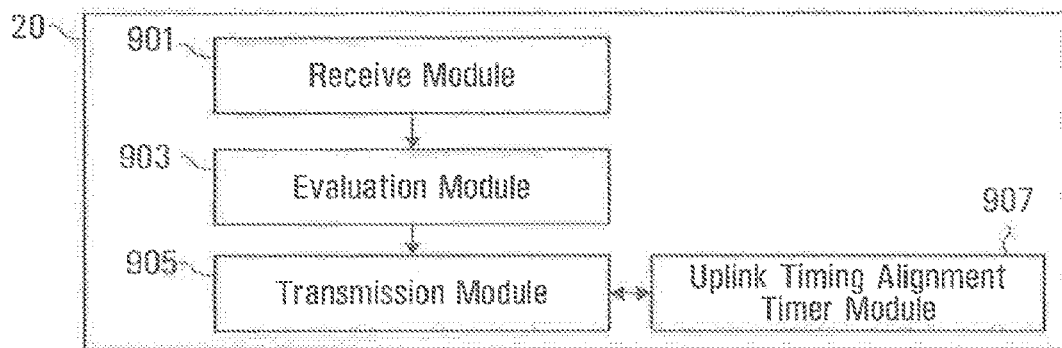 20
901
Receive Module
903
Evaluation Module
907
905
Transmission Module
Uplink Timing Alignment
Timer Module